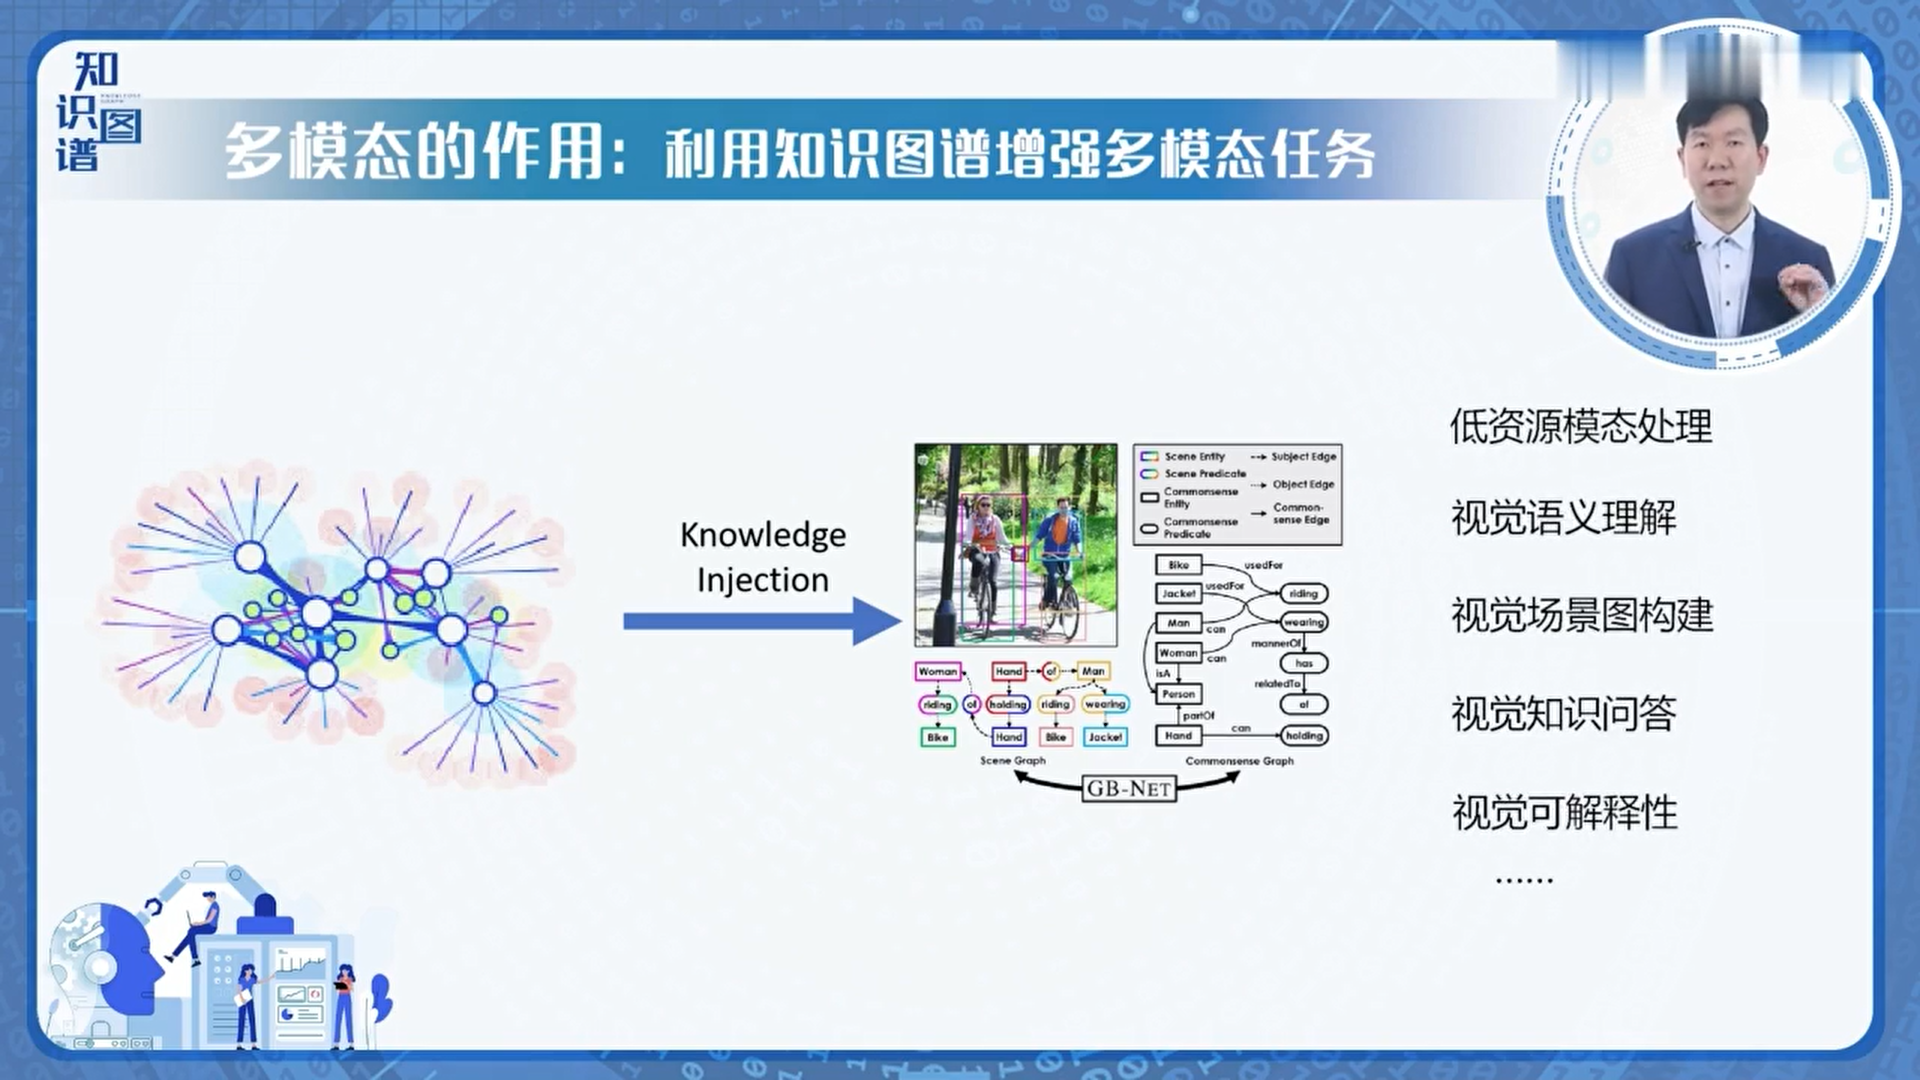 知识图谱
KNOWLEDGE GRAPH
多模态的作用：利用知识图谱增强多模态任务
Knowledge
Injection
Scene Entity
Scene Predicate
Commonsense
Entity
Commonsense
Predicate
Subject Edge
Object Edge
Common-
sense Edge
Woman
riding
Bike
of
Hand
holding
Hand
of
Man
riding
wearing
Bike
Jacket
Scene Graph
Bike
Jacket
Man
Woman
Person
Hand
usedFor
usedFor
can
can
isA
partOf
can
riding
wearing
mannerOf
has
relatedTo
of
holding
Commonsense Graph
GB-NET
低资源模态处理
视觉语义理解
视觉场景图构建
视觉知识问答
视觉可解释性
……